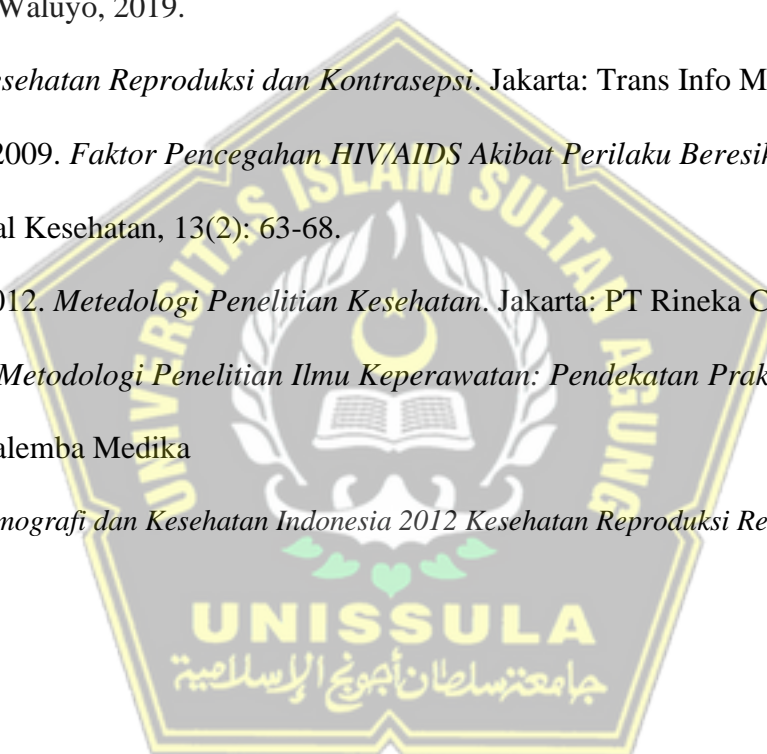 Waluyo, 2019.
esehatan Reproduksi dan Kontrasepsi. Jakarta: Trans Info M
2009. Faktor Pencegahan HIV/AIDS Akibat Perilaku Beresik
al Kesehatan, 13(2): 63-68.
012. Metedologi Penelitian Kesehatan. Jakarta: PT Rineka C
Metodologi Penelitian Ilmu Keperawatan: Pendekatan Prak
alemba Medika
mografi dan Kesehatan Indonesia 2012 Kesehatan Reproduksi Re
UNIVERSITAS ISLAM SULTAN AGUNG
UNISSULA
جامعة سلطان أجونج الإسلامية